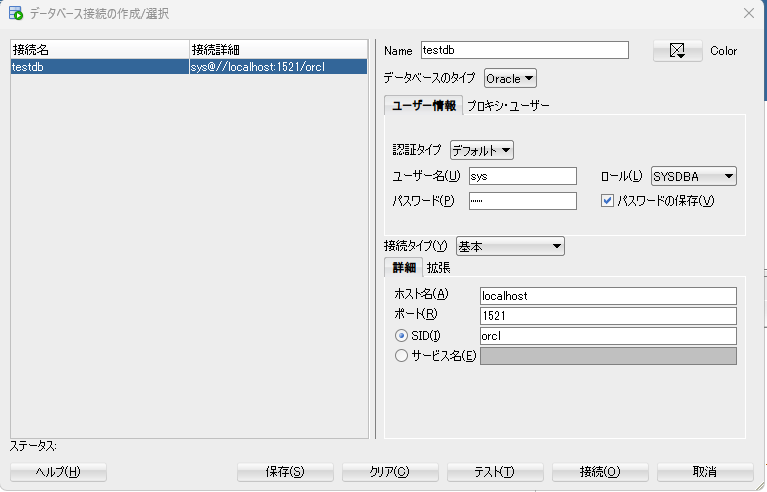 データベース接続の作成/選択
接続名 接続詳細
testdb sys@//localhost:1521/orcl
Name testdb Color
データベースのタイプ Oracle
ユーザー情報 プロキシ・ユーザー
認証タイプ デフォルト
ユーザー名(U) sys ロール(L) SYSDBA
パスワード(P) ······ パスワードの保存(V)
接続タイプ(Y) 基本
詳細 拡張
ホスト名(A) localhost
ポート(R) 1521
SID(I) orcl
サービス名(E)
ステータス:
ヘルプ(H) 保存(S) クリア(C) テスト(T) 接続(O) 取消